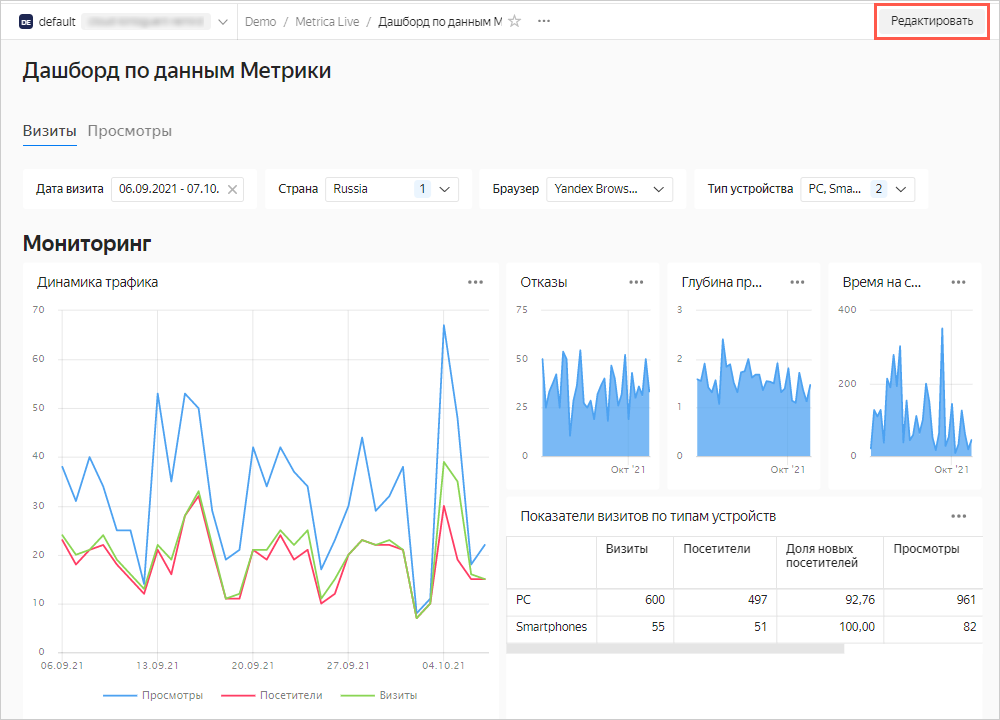 DE default
Demo / Metrica Live / Дашборд по данным М
Редактировать
Дашборд по данным Метрики
Визиты Просмотры
Дата визита 06.09.2021 - 07.10.
Страна Russia 1
Браузер Yandex Brows...
Тип устройства PC, Sma... 2
Мониторинг
Динамика трафика
70
60
50
40
30
20
10
0
06.09.21 13.09.21 20.09.21 27.09.21 04.10.21
Просмотры Посетители Визиты
Отказы
75
50
25
0
Окт '21
Глубина пр...
3
2
1
0
Окт '21
Время на с...
400
200
0
Окт '21
Показатели визитов по типам устройств
Визиты Посетители Доля новых посетителей Просмотры
PC 600 497 92,76 961
Smartphones 55 51 100,00 82